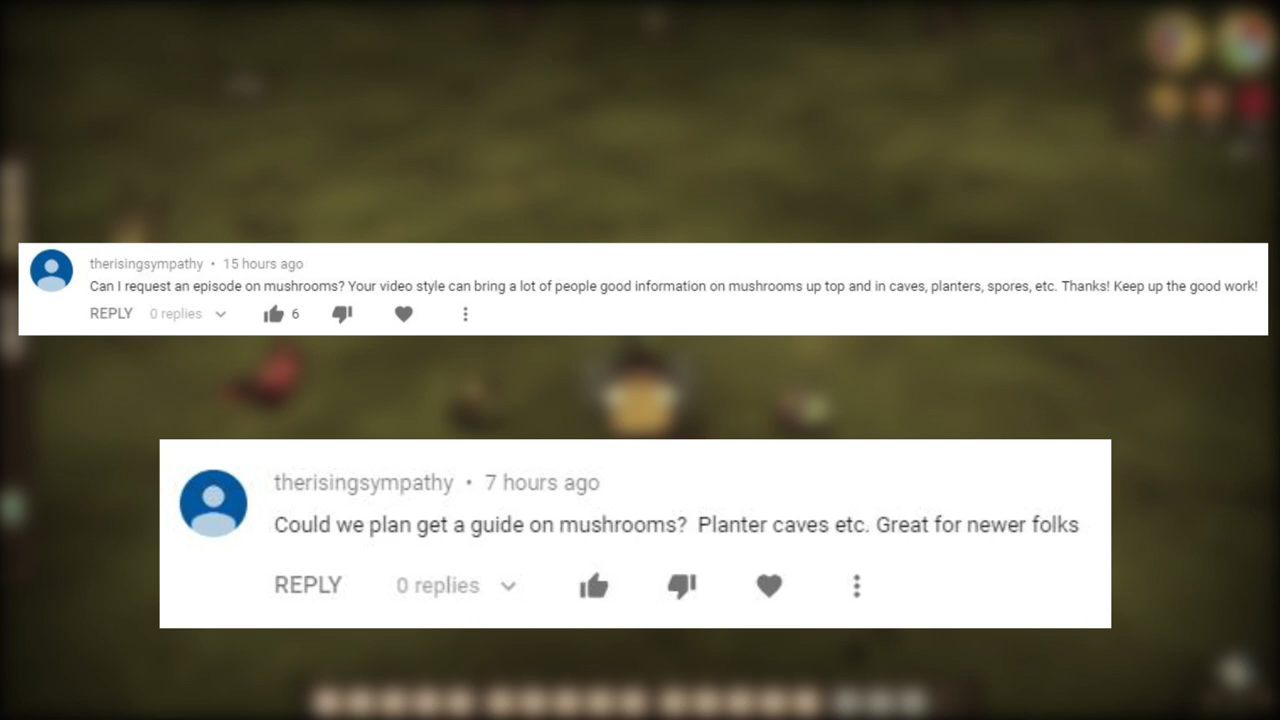 therisingsympathy • 15 hours ago
Can I request an episode on mushrooms? Your video style can bring a lot of people good information on mushrooms up top and in caves, planters, spores, etc. Thanks! Keep up the good work!
REPLY 0 replies 6
therisingsympathy • 7 hours ago
Could we plan get a guide on mushrooms? Planter caves etc. Great for newer folks
REPLY 0 replies